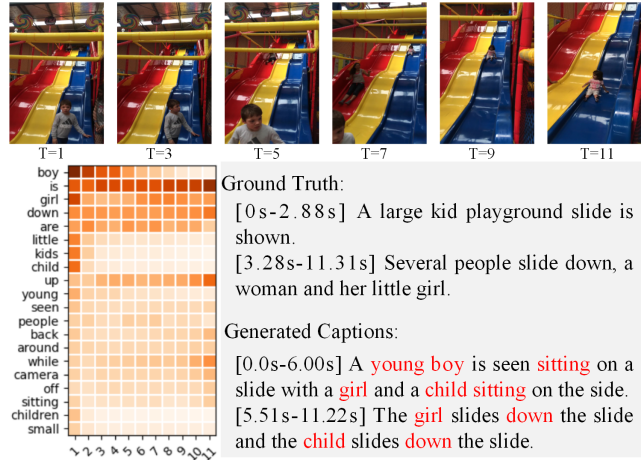 T=1 T=3 T=5 T=7 T=9 T=11
boy
is
girl
down
are
little
kids
child
up
young
seen
people
back
around
while
camera
off
sitting
children
small
1 2 3 4 5 6 7 8 9 10 11
Ground Truth:
[0s-2.88s] A large kid playground slide is
shown.
[3.28s-11.31s] Several people slide down, a
woman and her little girl.
Generated Captions:
[0.0s-6.00s] A young boy is seen sitting on a
slide with a girl and a child sitting on the side.
[5.51s-11.22s] The girl slides down the slide
and the child slides down the slide.